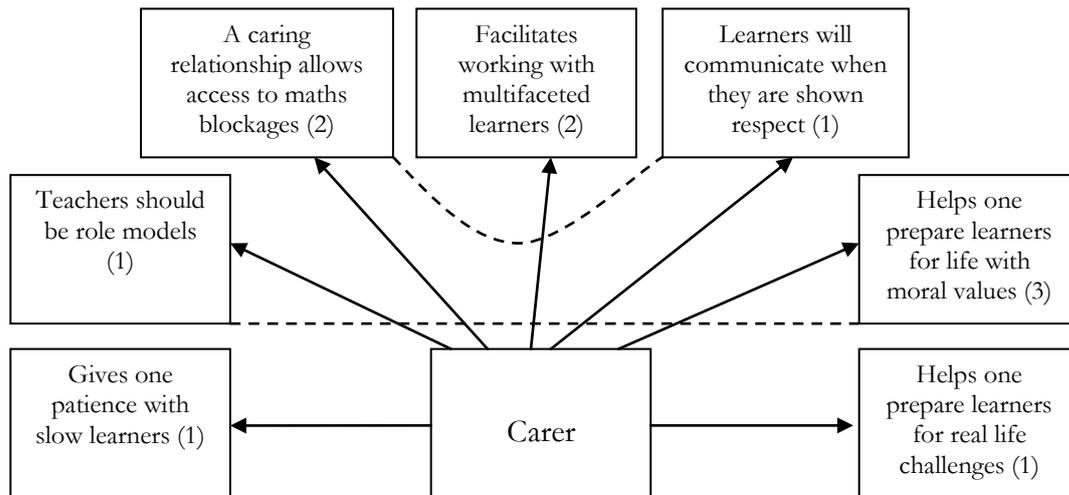 A caring
relationship allows
access to maths
blockages (2)
Facilitates
working with
multifaceted
learners (2)
Learners will
communicate when
they are shown
respect (1)
Teachers should
be role models
(1)
Helps one
prepare learners
for life with
moral values (3)
Gives one
patience with
slow learners (1)
Carer
Helps one
prepare learners
for real life
challenges (1)